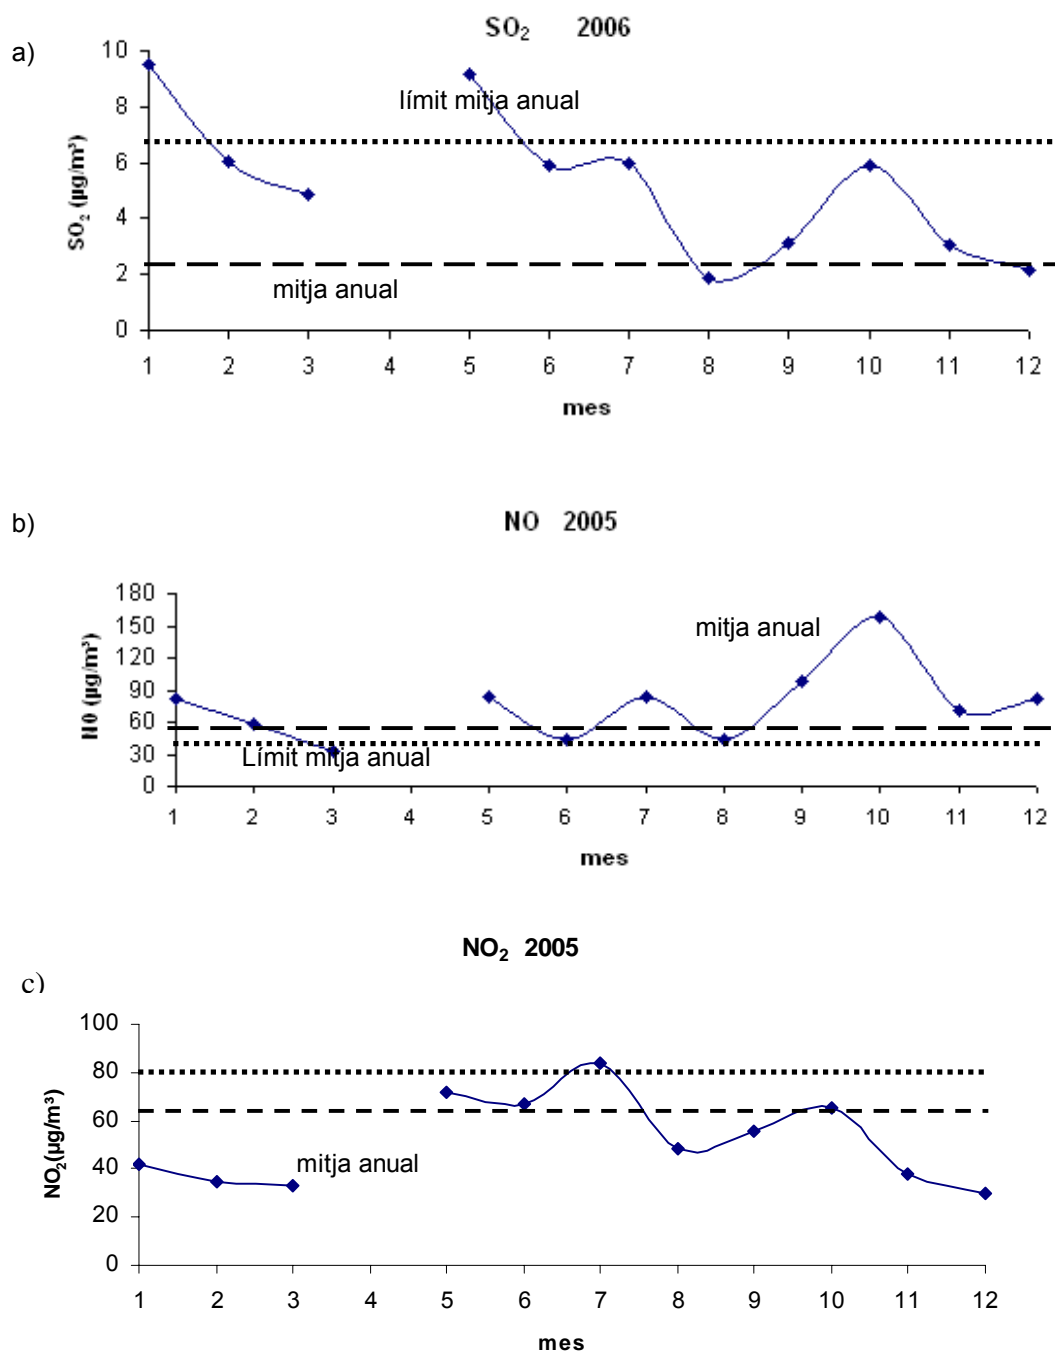 a)
SO₂ 2006
10
8
6
4
2
0
SO₂ (µg/m³)
límit mitja anual
mitja anual
1 2 3 4 5 6 7 8 9 10 11 12
mes
b)
NO 2005
180
150
120
90
60
30
0
NO (µg/m³)
mitja anual
Límit mitja anual
1 2 3 4 5 6 7 8 9 10 11 12
mes
NO₂ 2005
c)
100
80
60
40
20
0
NO₂(µg/m³)
mitja anual
1 2 3 4 5 6 7 8 9 10 11 12
mes